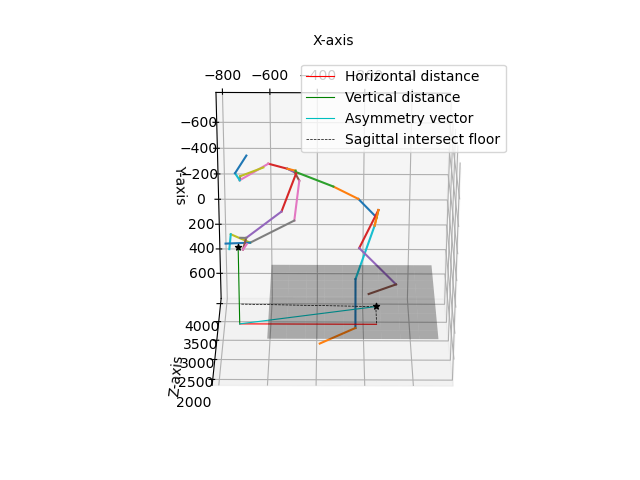 X-axis
−800 −600 −400 −200
Horizontal distance
Vertical distance
Asymmetry vector
Sagittal intersect floor
−600
−400
−200
0
200
400
600
Y-axis
4000
3500
3000
2500
2000
Z-axis